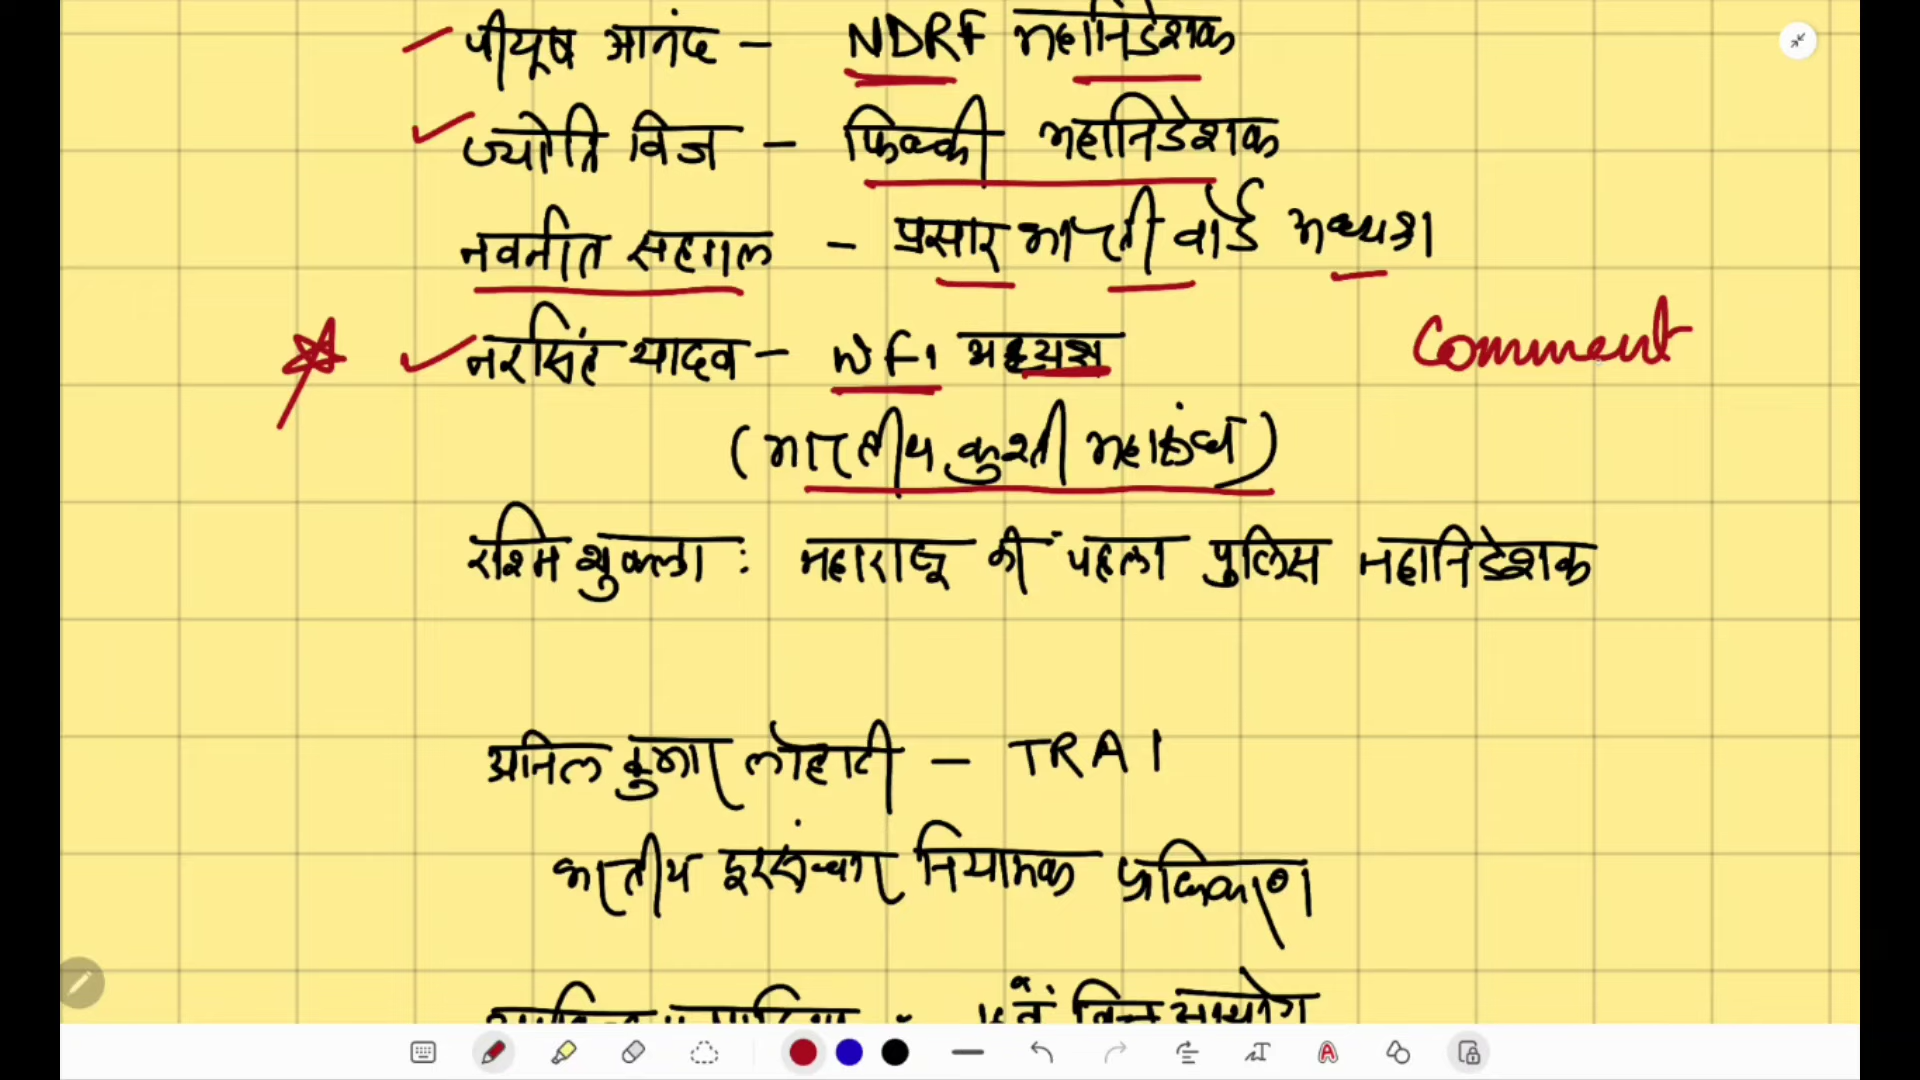 पीयूष आनंद - NDRF महानिदेशक
ज्योति विज - फिक्की महानिदेशक
नवनीत सहगल - प्रसार भारती बोर्ड अध्यक्ष
नरसिंह यादव - WFI अध्यक्ष
Comment
(भारतीय कुश्ती महासंघ)
रश्मि शुक्ला : महाराष्ट्र की पहला पुलिस महानिदेशक
अनिल कुमार लोहाटी - TRAI
भारतीय दूरसंचार नियामक प्राधिकरण
वित्त आयोग